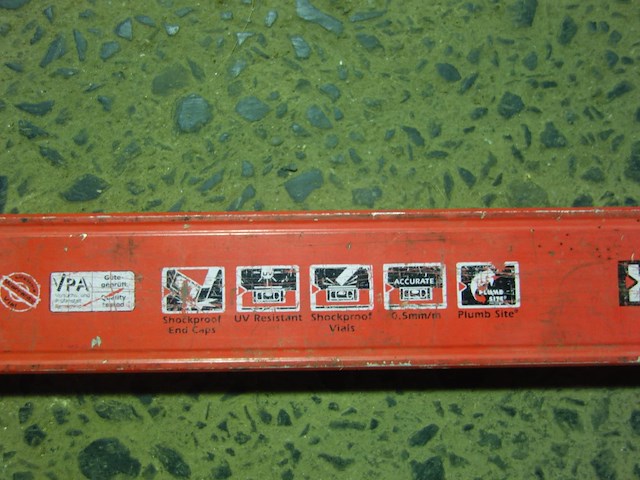 VPA
Güte
geprüft
Quality
tested
Shockproof
End Caps
UV Resistant
Shockproof
Vials
ACCURATE
0,5mm/m
PLUMB
SITE
Plumb Site®